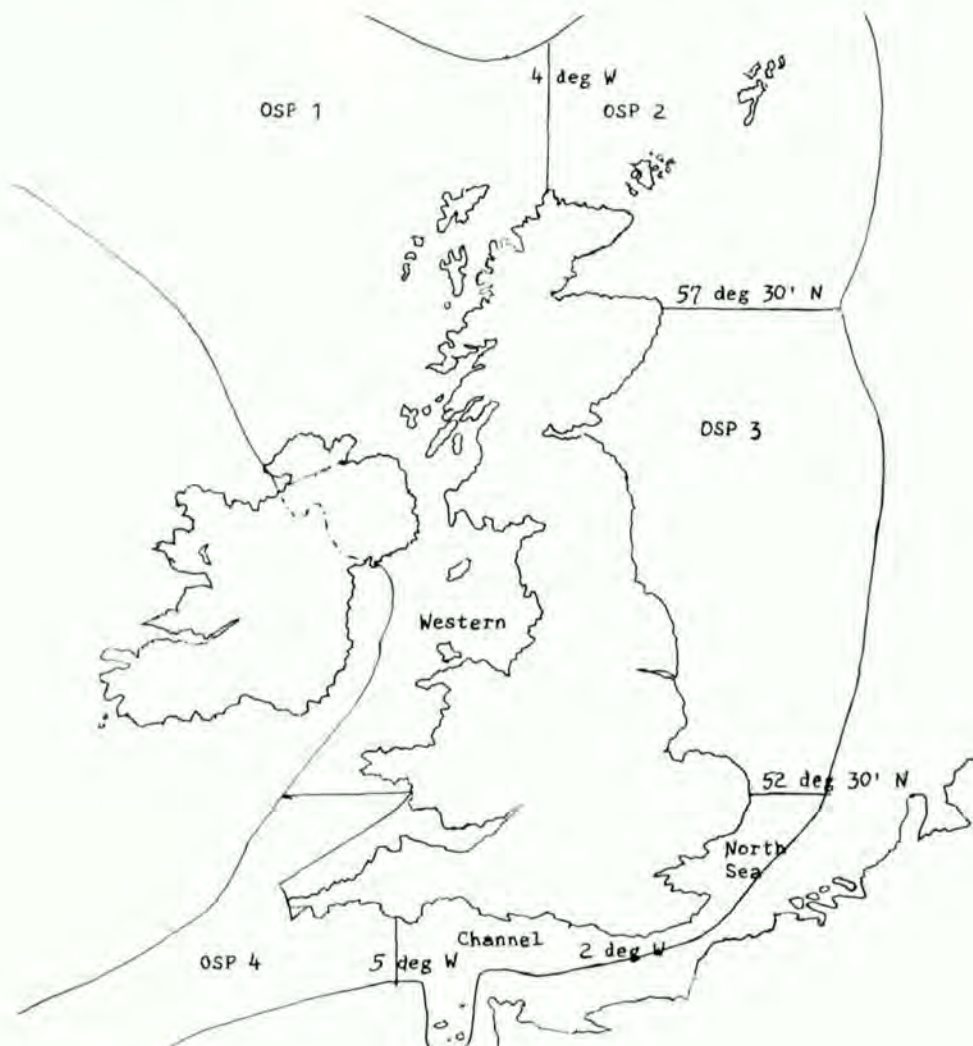 4 deg W
OSP 1
OSP 2
57 deg 30' N
OSP 3
Western
52 deg 30' N
North
Sea
Channel
2 deg W
OSP 4
5 deg W